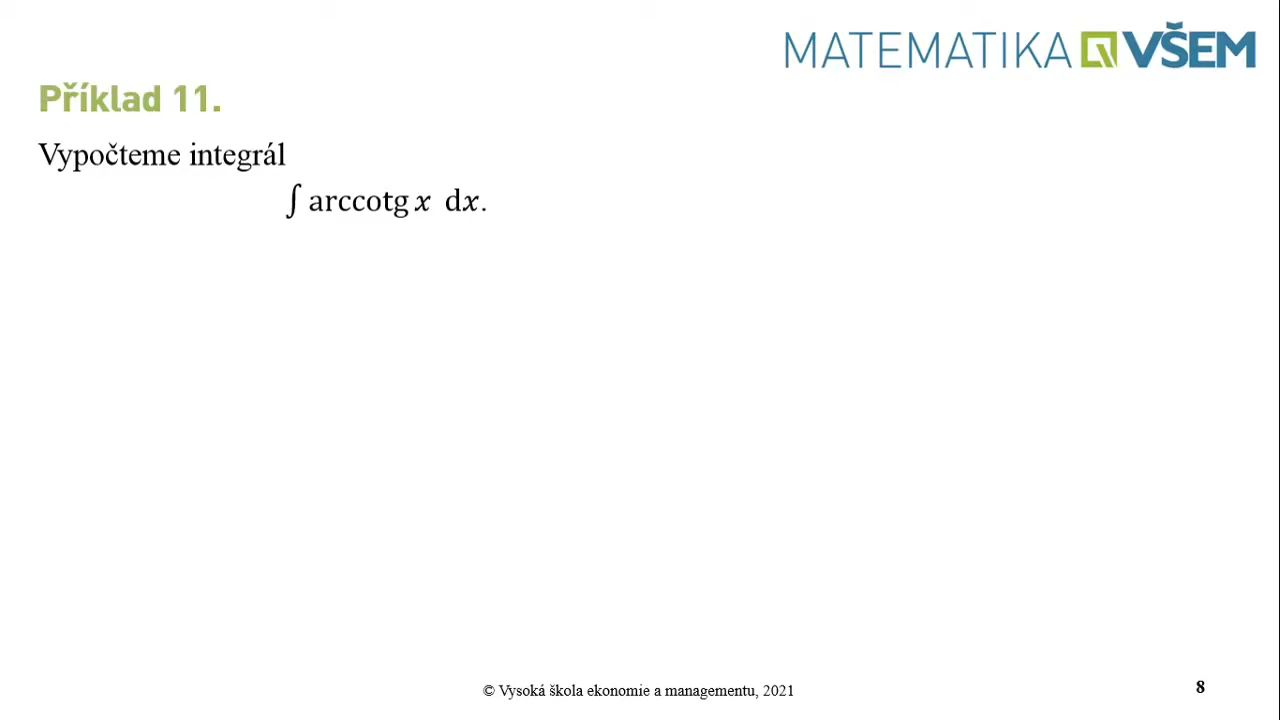 MATEMATIKA VŠEM
Příklad 11.
Vypočteme integrál
∫ arccotg x dx.
© Vysoká škola ekonomie a managementu, 2021
8